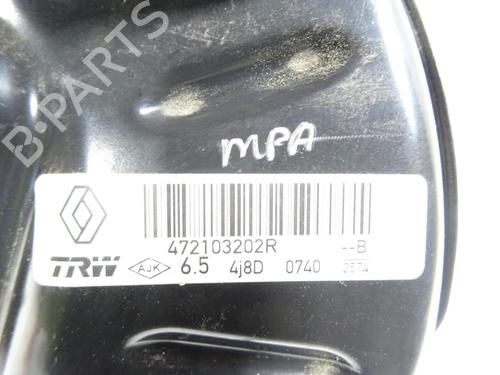 B-PARTS
MPA
472103202R --B
TRW AJK 6.5 4j8D 0740 2574